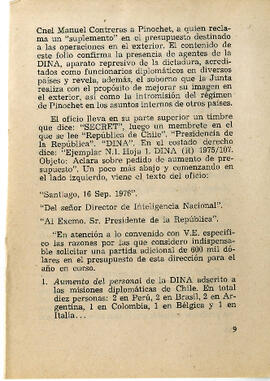 Cnel Manuel Contreras a Pinochet, a quien recla-
ma un "suplemento" en el presupuesto destinado
a las operaciones en el exterior. El contenido de
este folio confirma la presencia de agentes de la
DINA, aparato represivo de la dictadura, acre-
ditados como funcionarios diplomáticos en diver-
sos países y revela, además, el soborno que la Junta
realiza con el propósito de mejorar su imagen en
el exterior, así como la intromisión del régimen
de Pinochet en los asuntos internos de otros países.
El oficio lleva en su parte superior un timbre
que dice: "SECRET", luego un membrete en el
que se lee "República de Chile". "Presidencia de
la República". "DINA". En el costado derecho
dice: "Ejemplar N.1. Hoja 1. DINA (R) 1975/107.
Objeto: Aclara sobre pedido de aumento de pre-
supuesto". Un poco más abajo y comenzando en
el lado izquierdo, viene el texto del oficio:
"Santiago, 16 Sep. 1975".
"Del señor Director de Inteligencia Nacional".
"Al Excmo. Sr. Presidente de la República".
"En atención a lo convenido con V.E. especifi-
co las razones por las que considero indispensa-
ble solicitar una partida adicional de 600 mil dó-
lares en el presupuesto de esta dirección para el
año en curso.
1. Aumento del personal de la DINA adscrito a
las misiones diplomáticas de Chile. En total
diez personas: 2 en Perú, 2 en Brasil, 2 en Ar-
gentina, 1 en Colombia, 1 en Bélgica y 1 en
Italia...
9